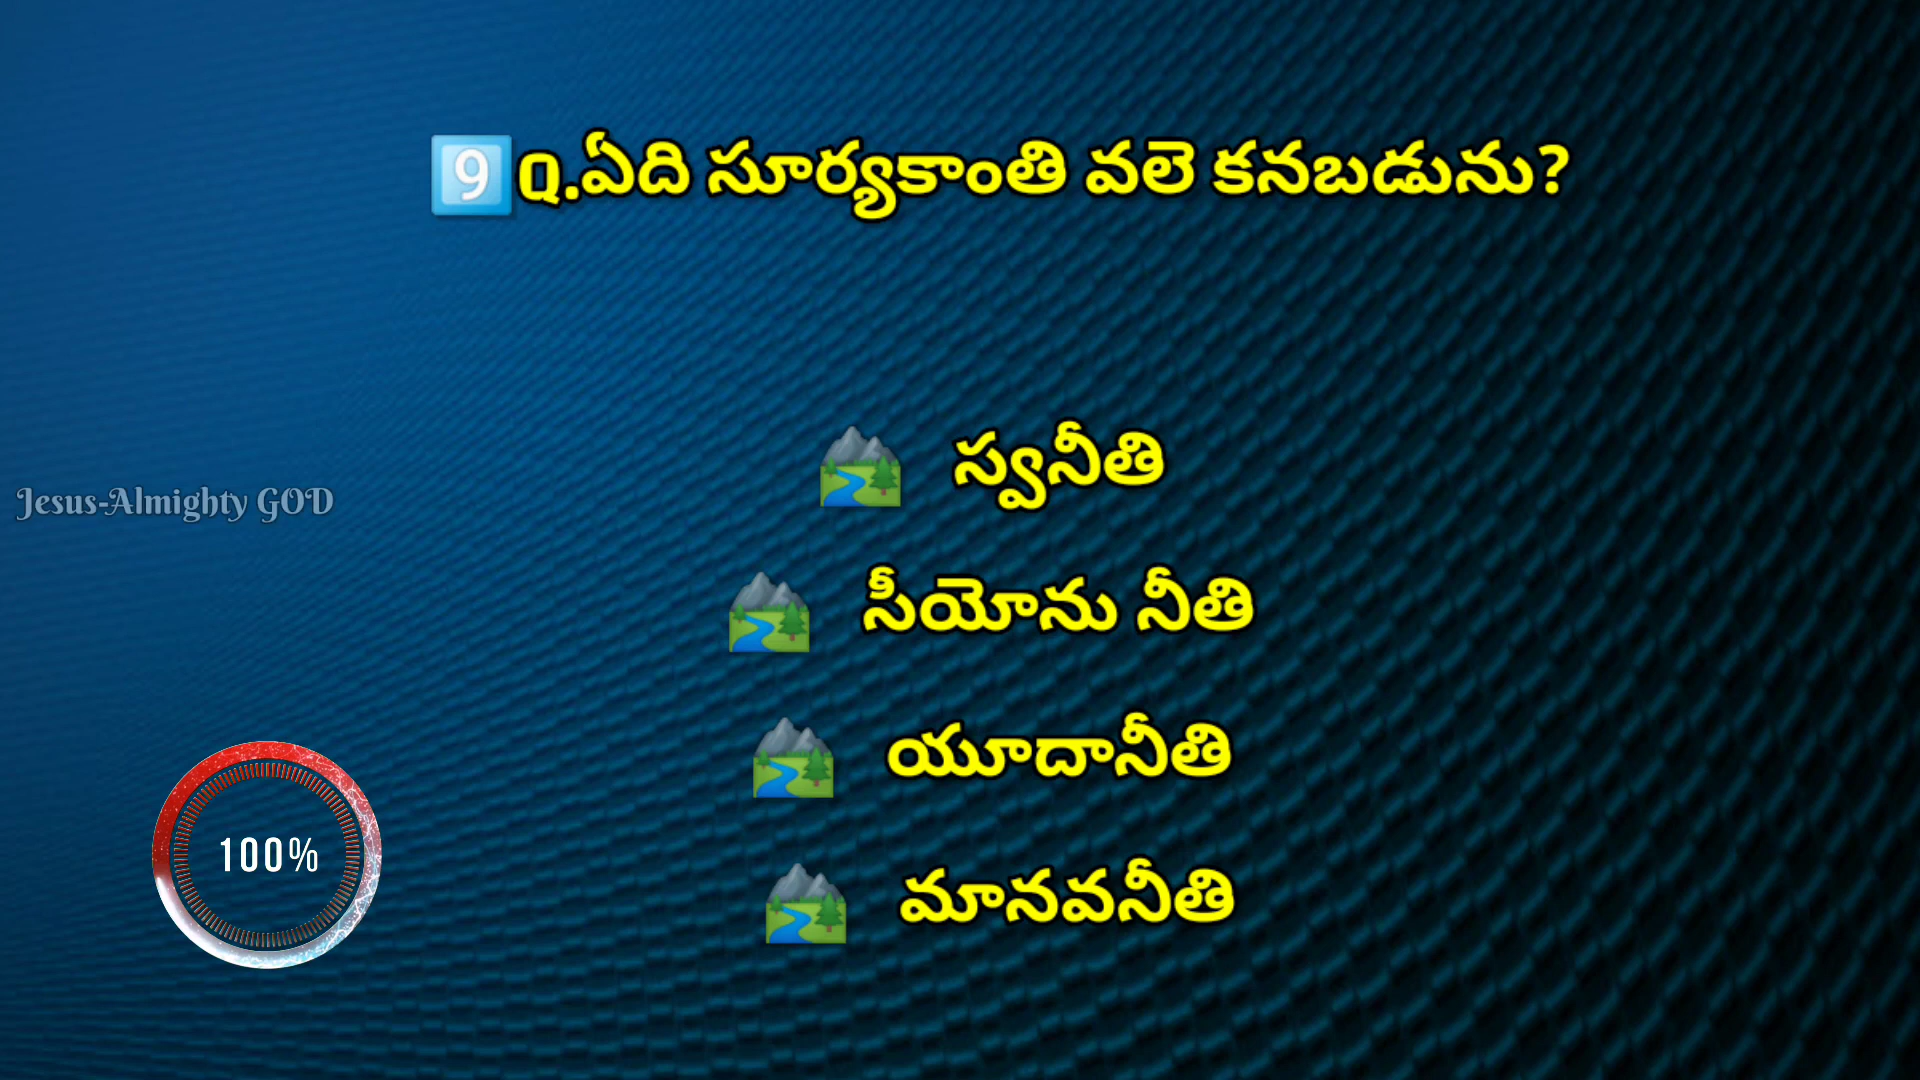 9 Q.ఏది సూర్యకాంతి వలె కనబడును?
స్వనీతి
Jesus-Almighty GOD
సీయోను నీతి
యూదానీతి
100%
మానవనీతి